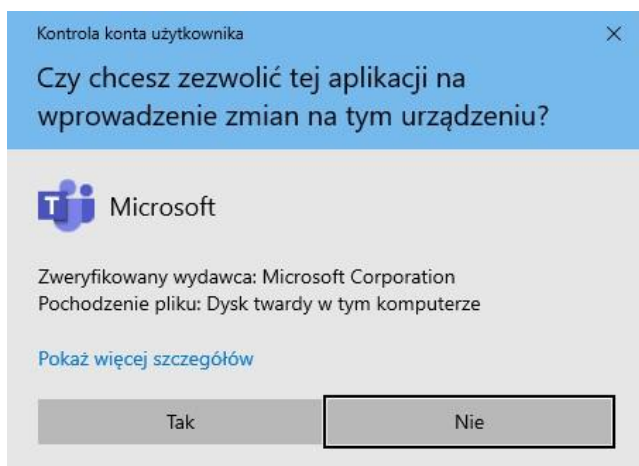 Kontrola konta użytkownika
Czy chcesz zezwolić tej aplikacji na
wprowadzenie zmian na tym urządzeniu?
T
Microsoft
Zweryfikowany wydawca: Microsoft Corporation
Pochodzenie pliku: Dysk twardy w tym komputerze
Pokaż więcej szczegółów
Tak
Nie